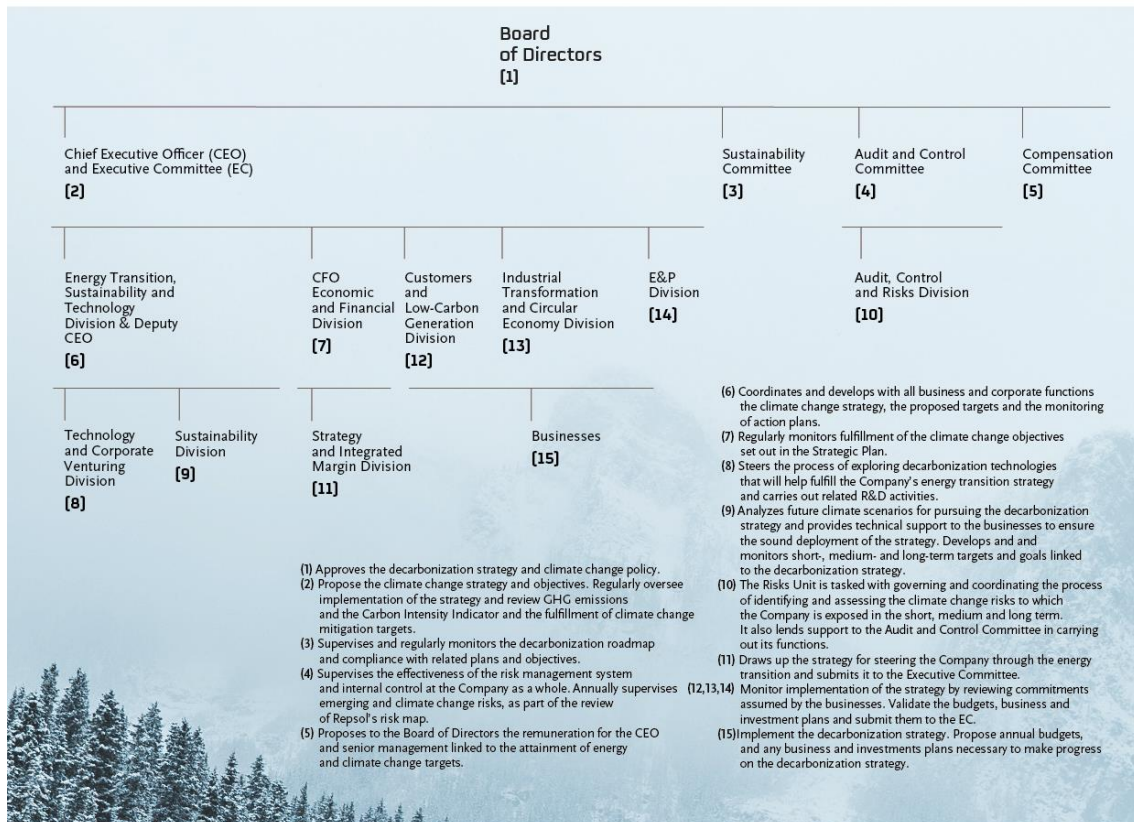 Board
of Directors
(1)
Chief Executive Officer (CEO)
and Executive Committee (EC)
(2)
Sustainability
Committee
(3)
Audit and Control
Committee
(4)
Compensation
Committee
(5)
Energy Transition,
Sustainability and
Technology
Division & Deputy
CEO
(6)
CFO
Economic
and Financial
Division
(7)
Customers
and
Low-Carbon
Generation
Division
(12)
Industrial
Transformation
and Circular
Economy Division
(13)
E&P
Division
(14)
Audit, Control
and Risks Division
(10)
Technology
and Corporate
Venturing
Division
(8)
Sustainability
Division
(9)
Strategy
and Integrated
Margin Division
(11)
Businesses
(15)
(1) Approves the decarbonization strategy and climate change policy.
(2) Propose the climate change strategy and objectives. Regularly oversee
implementation of the strategy and review GHG emissions
and the Carbon Intensity Indicator and the fulfillment of climate change
mitigation targets.
(3) Supervises and regularly monitors the decarbonization roadmap
and compliance with related plans and objectives.
(4) Supervises the effectiveness of the risk management system
and internal control at the Company as a whole. Annually supervises
emerging and climate change risks, as part of the review
of Repsol's risk map.
(5) Proposes to the Board of Directors the remuneration for the CEO
and senior management linked to the attainment of energy
and climate change targets.
(6) Coordinates and develops with all business and corporate functions
the climate change strategy, the proposed targets and the monitoring
of action plans.
(7) Regularly monitors fulfillment of the climate change objectives
set out in the Strategic Plan.
(8) Steers the process of exploring decarbonization technologies
that will help fulfill the Company's energy transition strategy
and carries out related R&D activities.
(9) Analyzes future climate scenarios for pursuing the decarbonization
strategy and provides technical support to the businesses to ensure
the sound deployment of the strategy. Develops and and
monitors short-, medium- and long-term targets and goals linked
to the decarbonization strategy.
(10) The Risks Unit is tasked with governing and coordinating the process
of identifying and assessing the climate change risks to which
the Company is exposed in the short, medium and long term.
It also lends support to the Audit and Control Committee in carrying
out its functions.
(11) Draws up the strategy for steering the Company through the energy
transition and submits it to the Executive Committee.
(12,13,14) Monitor implementation of the strategy by reviewing commitments
assumed by the businesses. Validate the budgets, business and
investment plans and submit them to the EC.
(15)Implement the decarbonization strategy. Propose annual budgets,
and any business and investments plans necessary to make progress
on the decarbonization strategy.